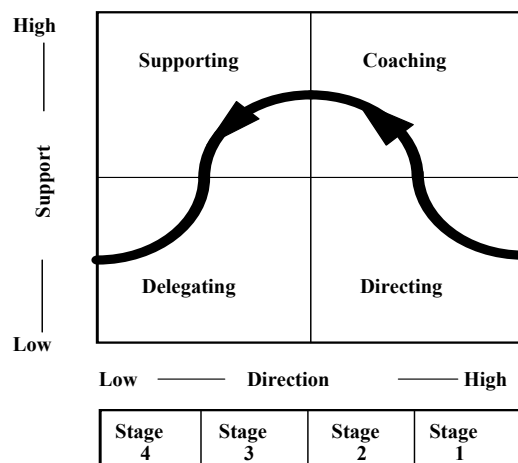 High
Supporting Coaching
Support
Delegating Directing
Low
Low Direction High
Stage Stage Stage Stage
4 3 2 1